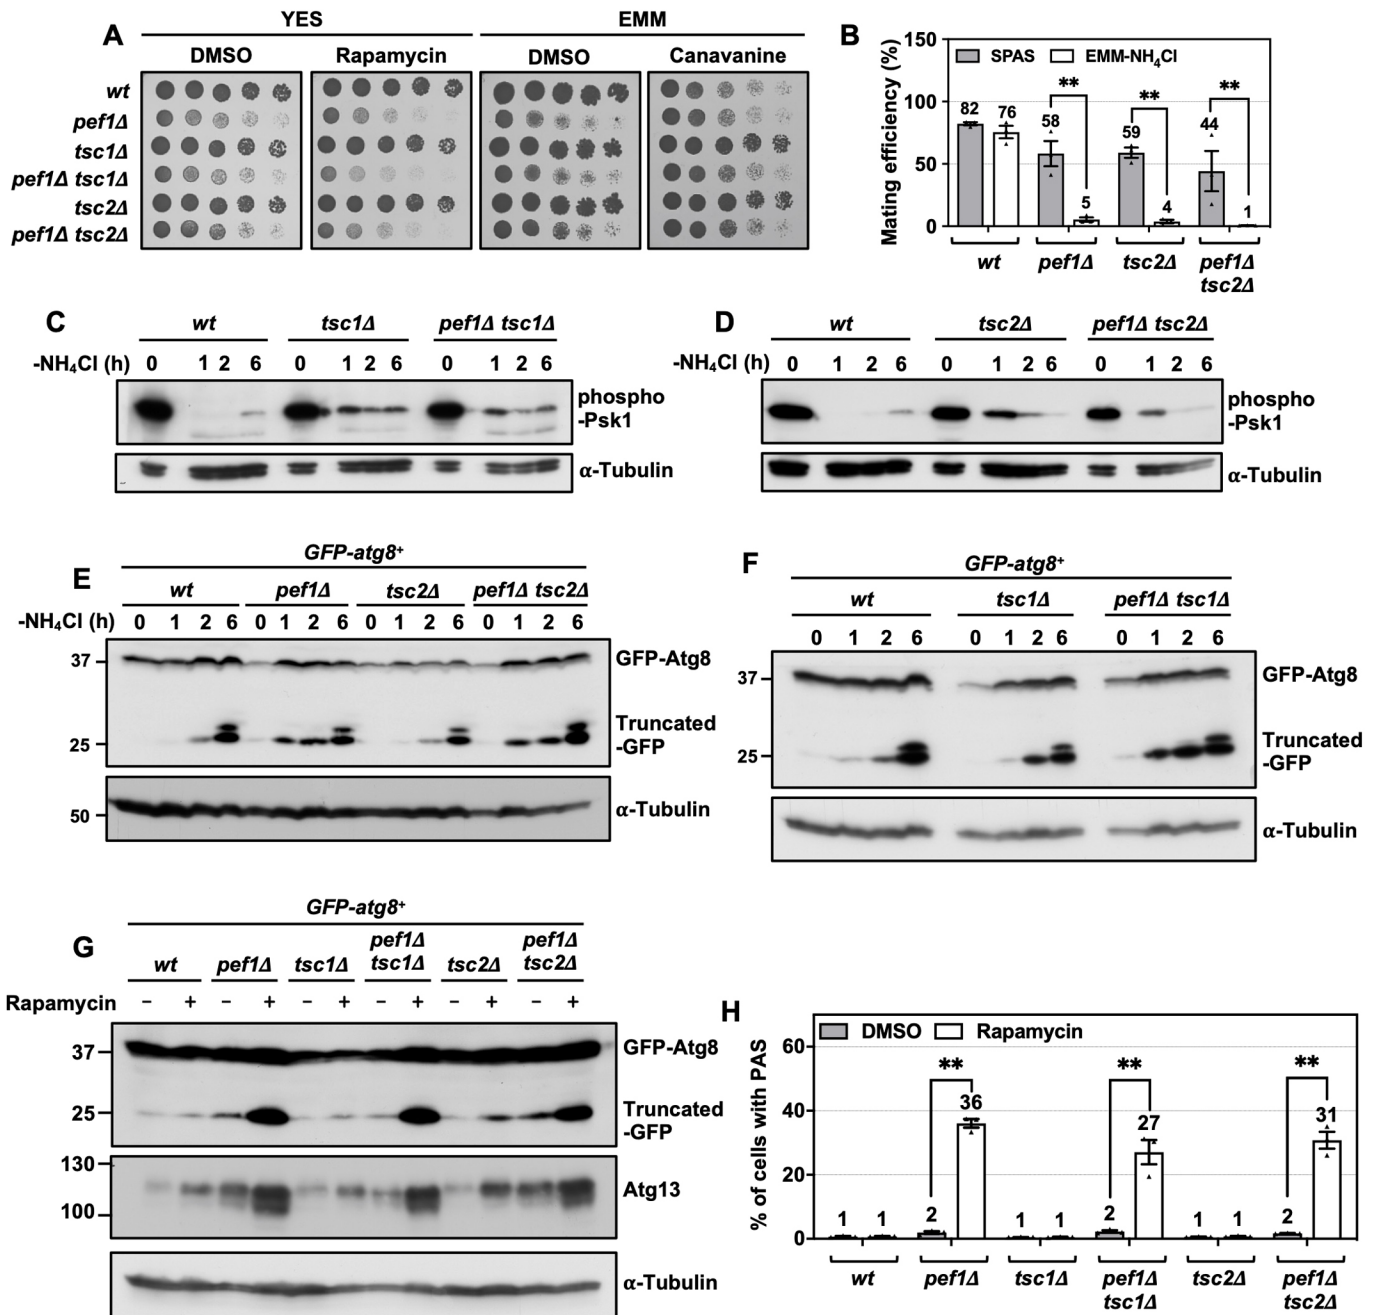 A
YES
EMM
DMSO
Rapamycin
DMSO
Canavanine
wt
pef1Δ
tsc1Δ
pef1Δ tsc1Δ
tsc2Δ
pef1Δ tsc2Δ
B
Mating efficiency (%)
150
100
50
0
SPAS
EMM-NH₄Cl
** ** **
82 76 58 5 59 4 44 1
wt pef1Δ tsc2Δ pef1Δ
tsc2Δ
C
wt tsc1Δ pef1Δ tsc1Δ
-NH₄Cl (h) 0 1 2 6 0 1 2 6 0 1 2 6
phospho
-Psk1
α-Tubulin
D
wt tsc2Δ pef1Δ tsc2Δ
-NH₄Cl (h) 0 1 2 6 0 1 2 6 0 1 2 6
phospho
-Psk1
α-Tubulin
E
GFP-atg8⁺
wt pef1Δ tsc2Δ pef1Δ tsc2Δ
-NH₄Cl (h) 0 1 2 6 0 1 2 6 0 1 2 6 0 1 2 6
37
GFP-Atg8
25
Truncated
-GFP
50
α-Tubulin
F
GFP-atg8⁺
wt tsc1Δ pef1Δ tsc1Δ
0 1 2 6 0 1 2 6 0 1 2 6
37
GFP-Atg8
25
Truncated
-GFP
α-Tubulin
G
GFP-atg8⁺
wt pef1Δ tsc1Δ pef1Δ
tsc1Δ tsc2Δ pef1Δ
tsc2Δ
Rapamycin − + − + − + − + − + − +
37
GFP-Atg8
25
Truncated
-GFP
130
100
Atg13
α-Tubulin
H
% of cells with PAS
60
40
20
0
DMSO
Rapamycin
** ** **
1 1 2 36 1 1 2 27 1 1 2 31
wt pef1Δ tsc1Δ pef1Δ
tsc1Δ tsc2Δ pef1Δ
tsc2Δ